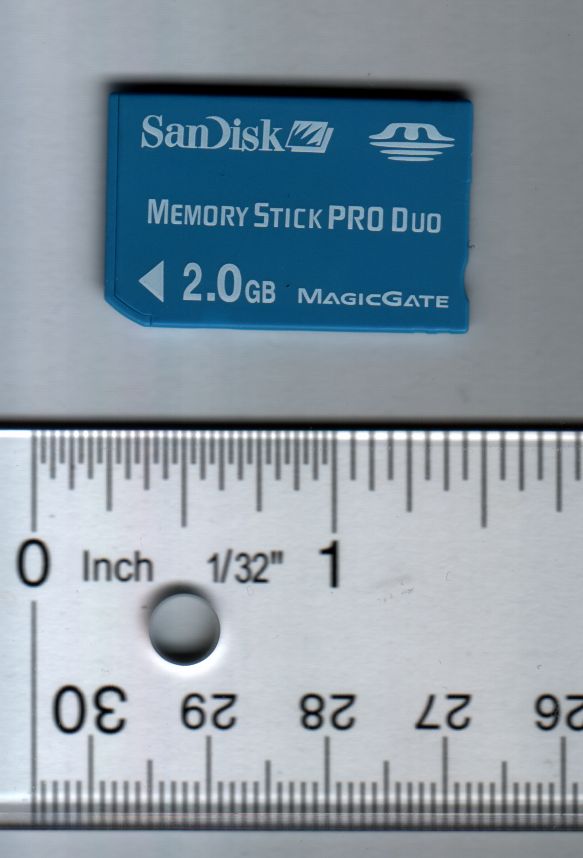 SanDisk
MEMORY STICK PRO DUO
2.0GB MAGICGATE
0 Inch 1/32" 1
30 29 28 27 26